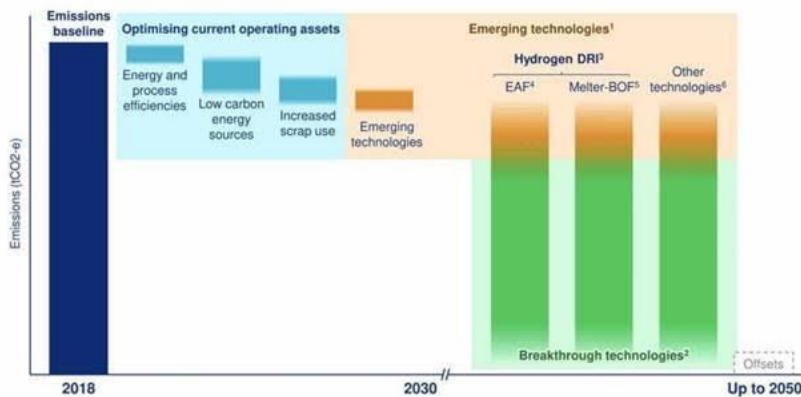 Emissions
baseline
Optimising current operating assets
Emerging technologies¹
Energy and
process
efficiencies
Low carbon
energy
sources
Increased
scrap use
Emerging
technologies
Hydrogen DRI³
EAF⁴
Melter-BOF⁵
Other
technologies⁶
Breakthrough technologies²
Offsets
Emissions (tCO2-e)
2018
2030
Up to 2050